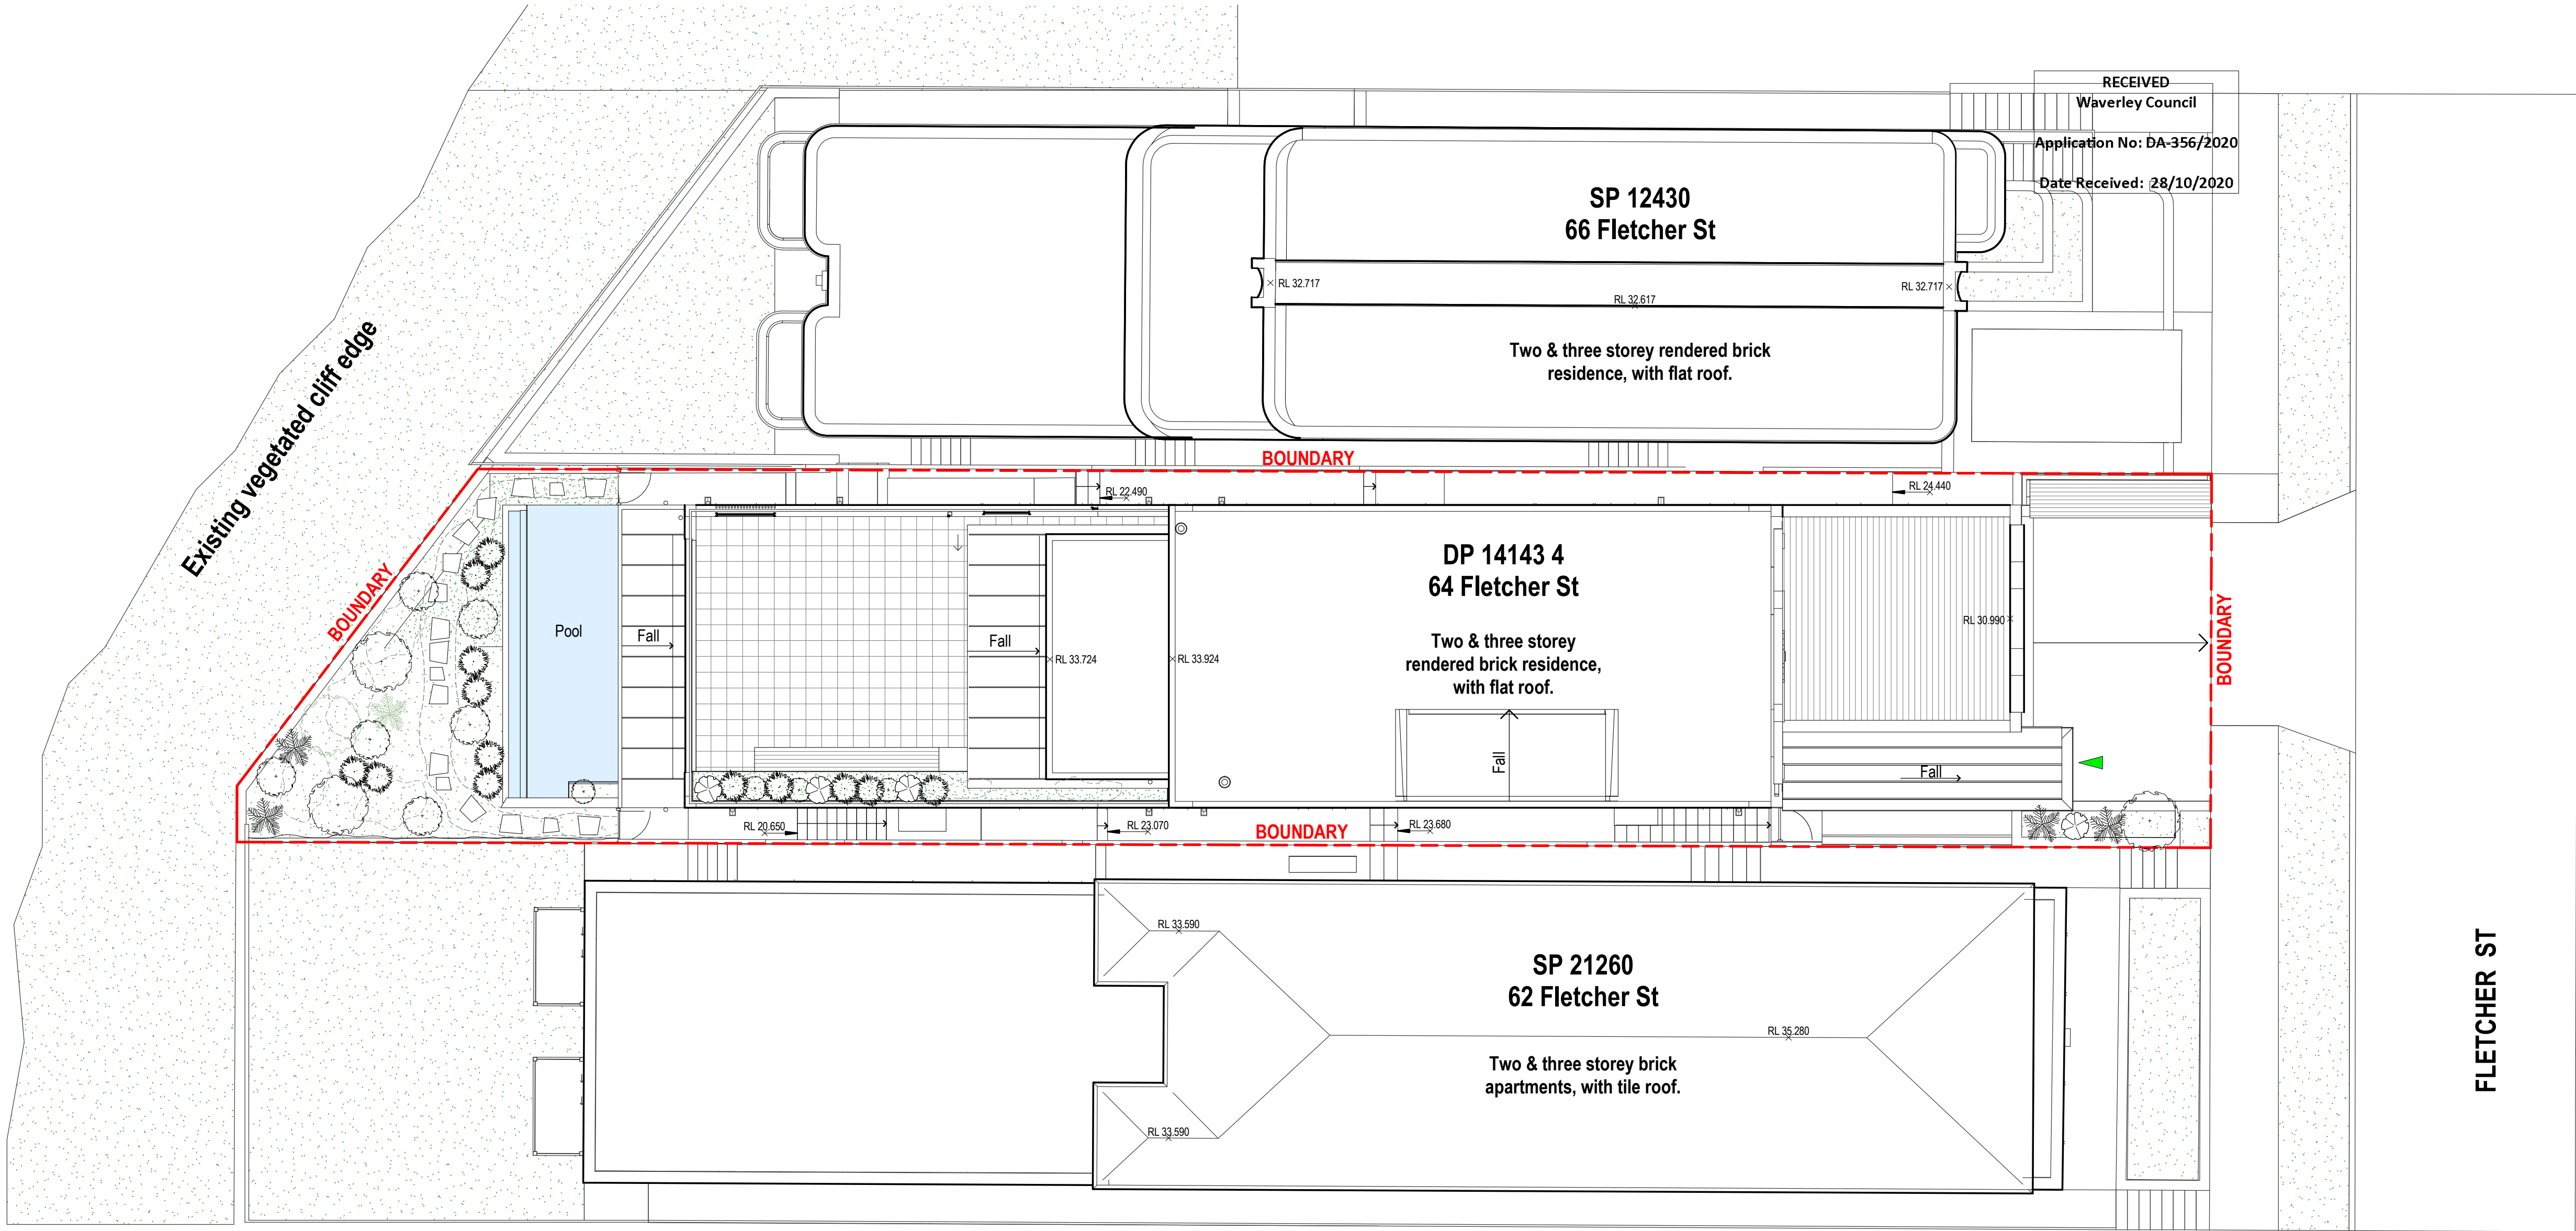 RECEIVED
Waverley Council
Application No: DA-356/2020
Date Received: 28/10/2020
SP 12430
66 Fletcher St
RL 32.717
RL 32.617
RL 32.717
Two & three storey rendered brick
residence, with flat roof.
Existing vegetated cliff edge
BOUNDARY
RL 22.490
RL 24.440
DP 14143 4
64 Fletcher St
Two & three storey
rendered brick residence,
with flat roof.
BOUNDARY
Pool
Fall
Fall
RL 33.724
RL 33.924
RL 30.990
BOUNDARY
Fall
Fall
RL 20.650
RL 23.070
BOUNDARY
RL 23.680
RL 33.590
SP 21260
62 Fletcher St
RL 35.280
Two & three storey brick
apartments, with tile roof.
RL 33.590
FLETCHER ST